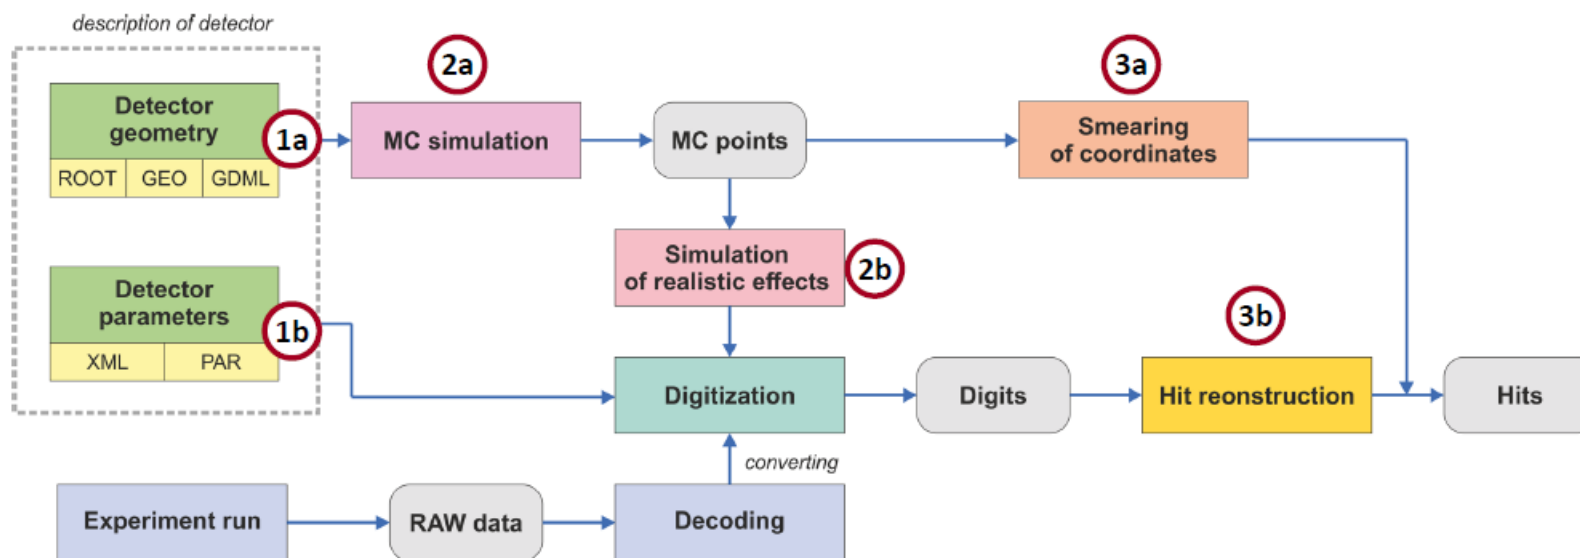 description of detector
2a
3a
Detector
geometry
1a
MC simulation
MC points
Smearing
of coordinates
ROOT GEO GDML
Simulation
of realistic effects
2b
Detector
parameters
1b
3b
XML PAR
Digitization
Digits
Hit reonstruction
Hits
converting
Experiment run
RAW data
Decoding